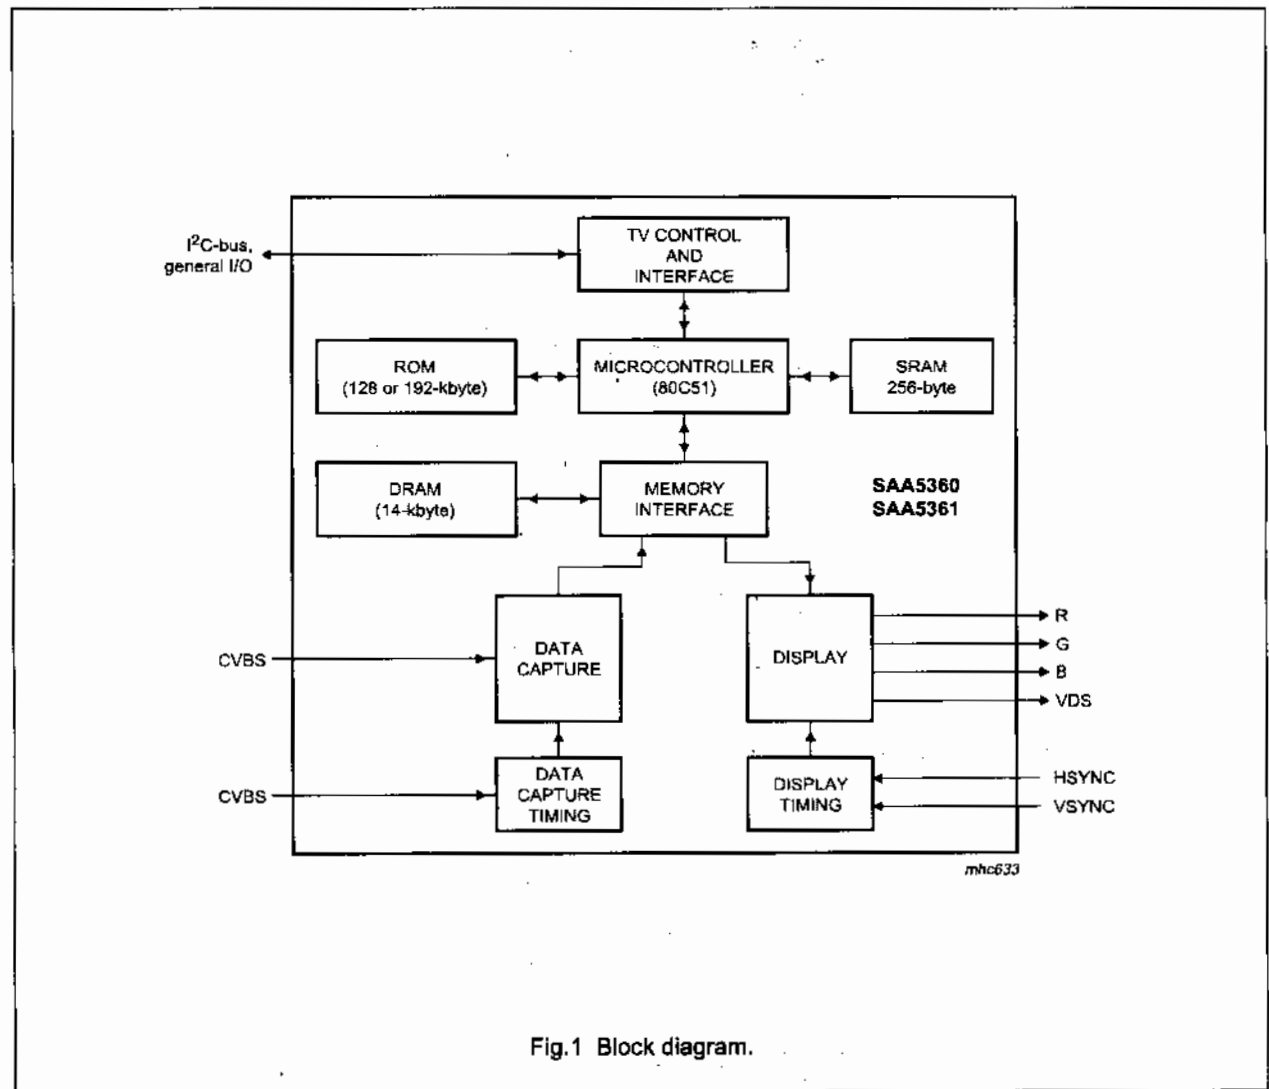 I²C-bus,
general I/O
TV CONTROL
AND
INTERFACE
ROM
(128 or 192-kbyte)
MICROCONTROLLER
(80C51)
SRAM
256-byte
DRAM
(14-kbyte)
MEMORY
INTERFACE
SAA5360
SAA5361
CVBS
DATA
CAPTURE
DISPLAY
R
G
B
VDS
CVBS
DATA
CAPTURE
TIMING
DISPLAY
TIMING
HSYNC
VSYNC
mhc633
Fig.1 Block diagram.